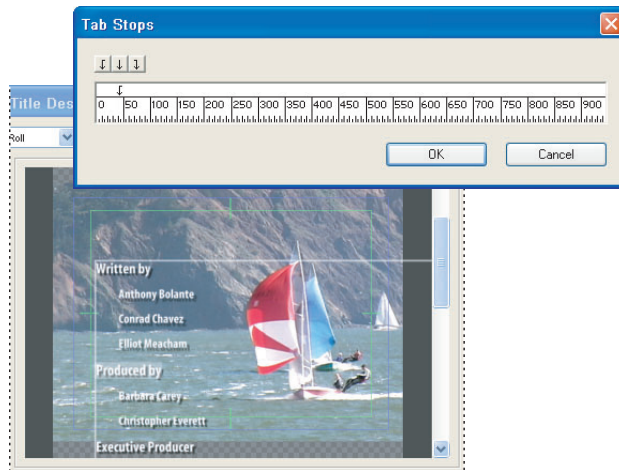 Tab Stops
0 50 100 150 200 250 300 350 400 450 500 550 600 650 700 750 800 850 900
OK Cancel
Title Des
Roll
Written by
Anthony Bolante
Conrad Chavez
Elliot Meacham
Produced by
Barbara Carey
Christopher Everett
Executive Producer